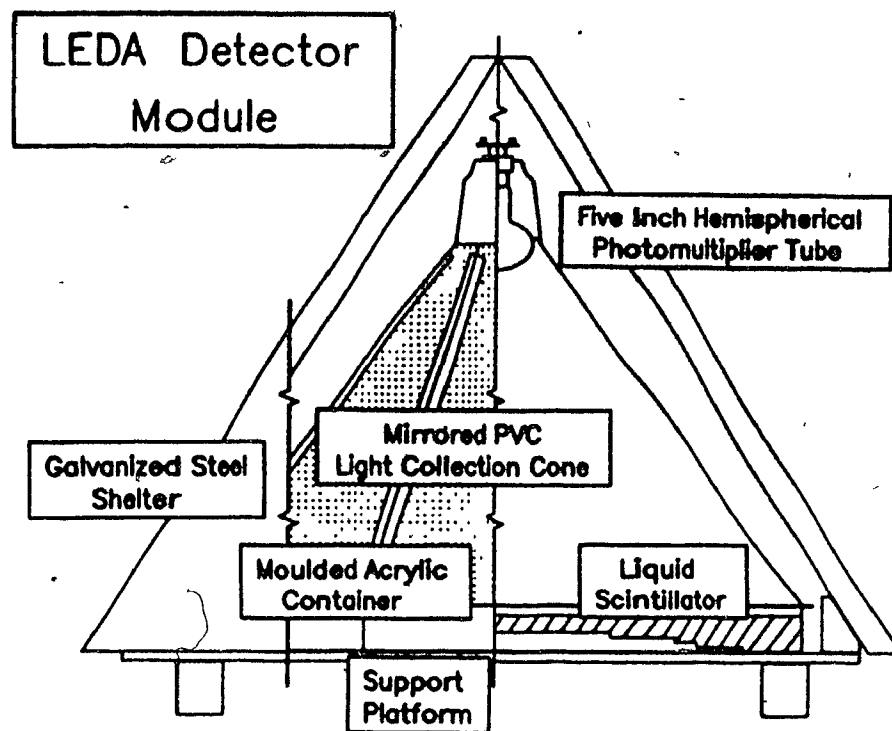 LEDA Detector
Module
Five Inch Hemispherical
Photomultiplier Tube
Mirrored PVC
Light Collection Cone
Galvanized Steel
Shelter
Moulded Acrylic
Container
Liquid
Scintillator
Support
Platform